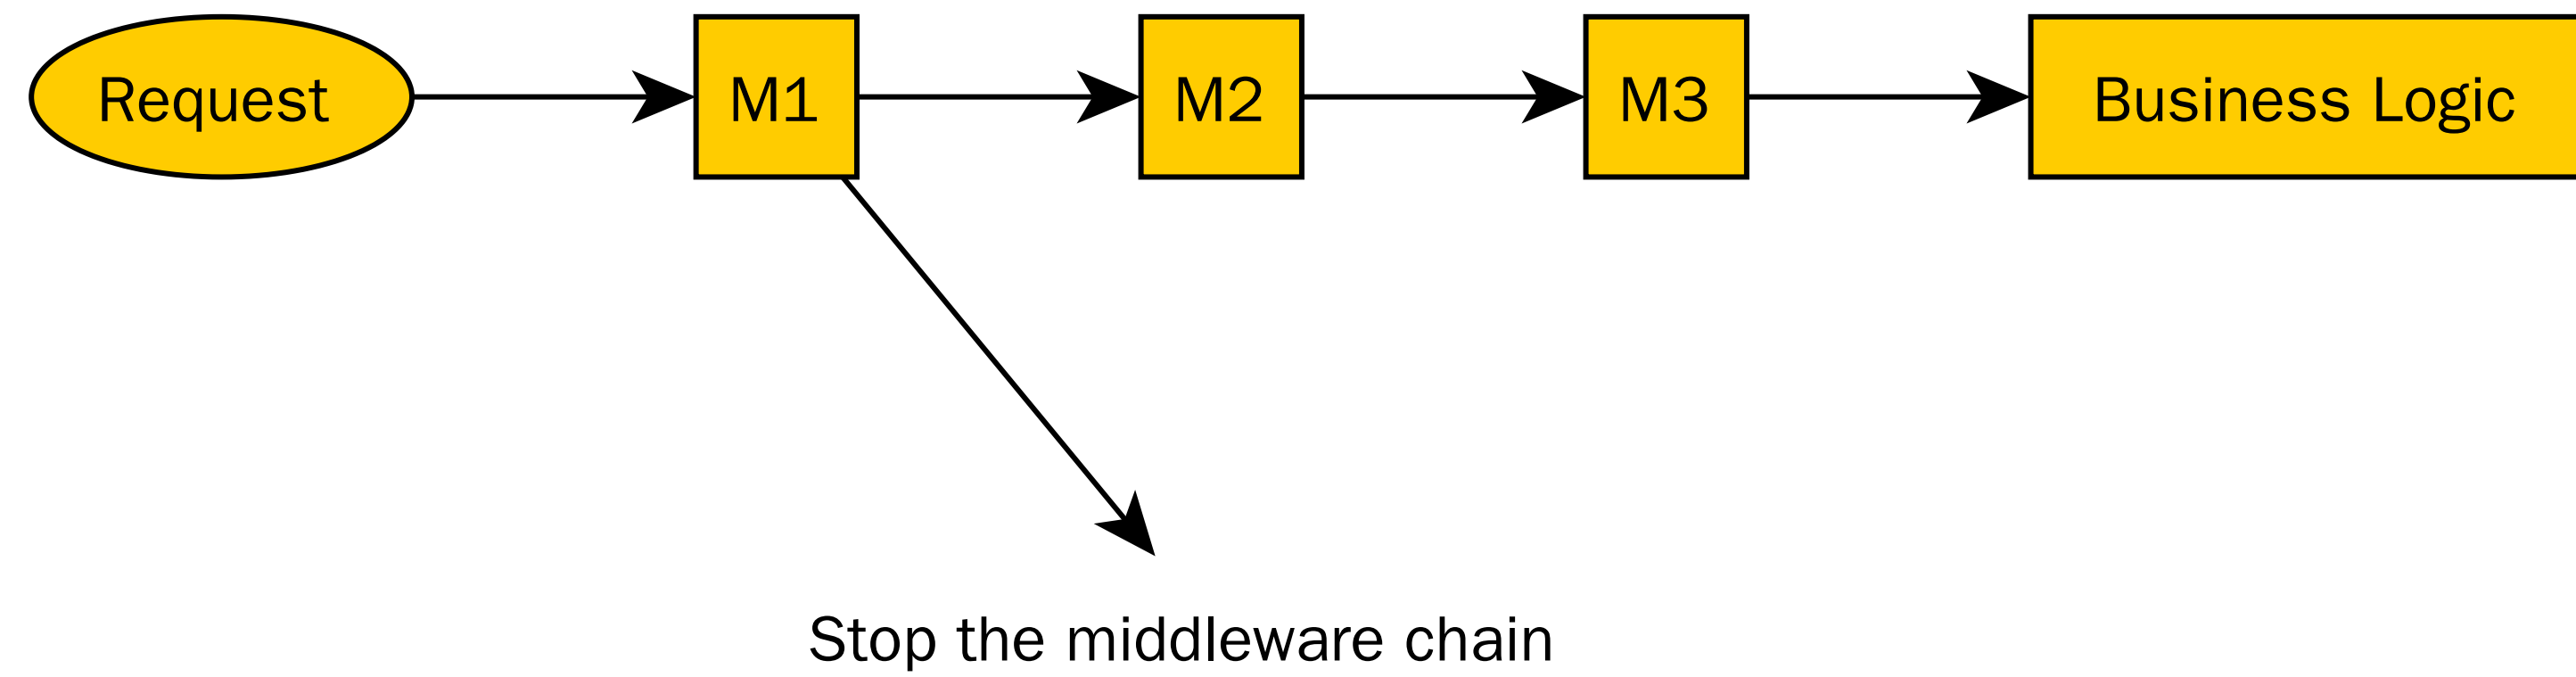 Request
M1
M2
M3
Business Logic
Stop the middleware chain